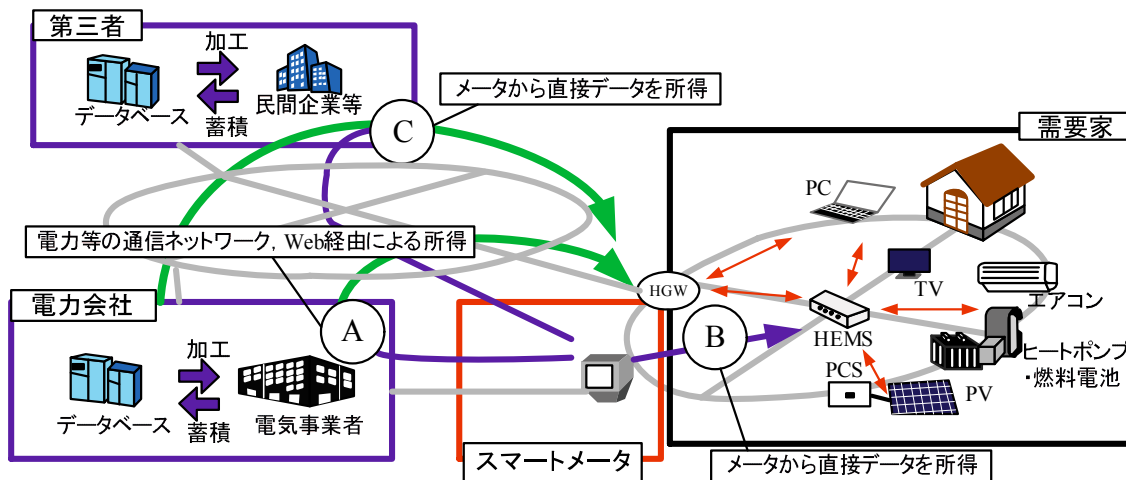 第三者
加工
データベース
蓄積
民間企業等
C
メータから直接データを所得
電力等の通信ネットワーク, Web経由による所得
電力会社
A
加工
データベース
蓄積
電気事業者
スマートメータ
HGW
B
需要家
PC
TV
エアコン
HEMS
ヒートポンプ
・燃料電池
PCS
PV
メータから直接データを所得